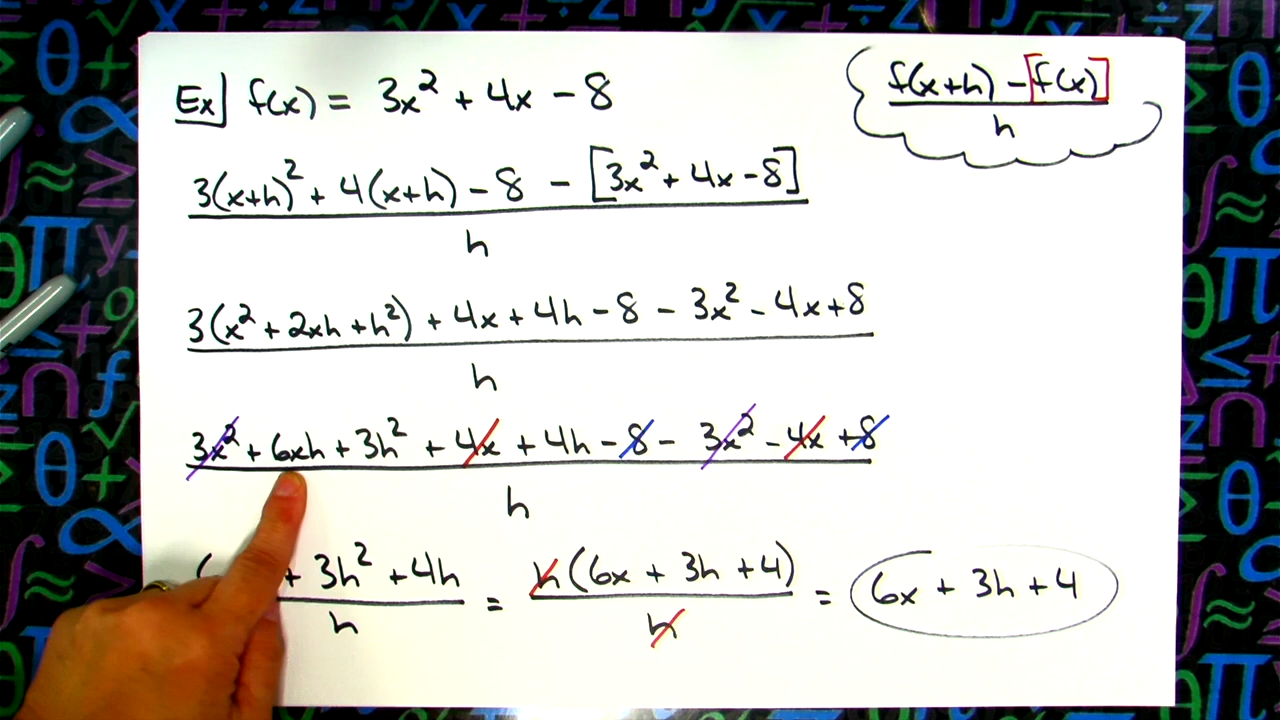 Ex] f(x) = 3x² + 4x - 8
f(x+h) - [f(x)]
h
3(x+h)² + 4(x+h) - 8 - [3x² + 4x - 8]
h
3(x² + 2xh + h²) + 4x + 4h - 8 - 3x² - 4x + 8
h
3x² + 6xh + 3h² + 4x + 4h - 8 - 3x² - 4x + 8
h
+ 3h² + 4h = h(6x + 3h + 4) = 6x + 3h + 4
h h